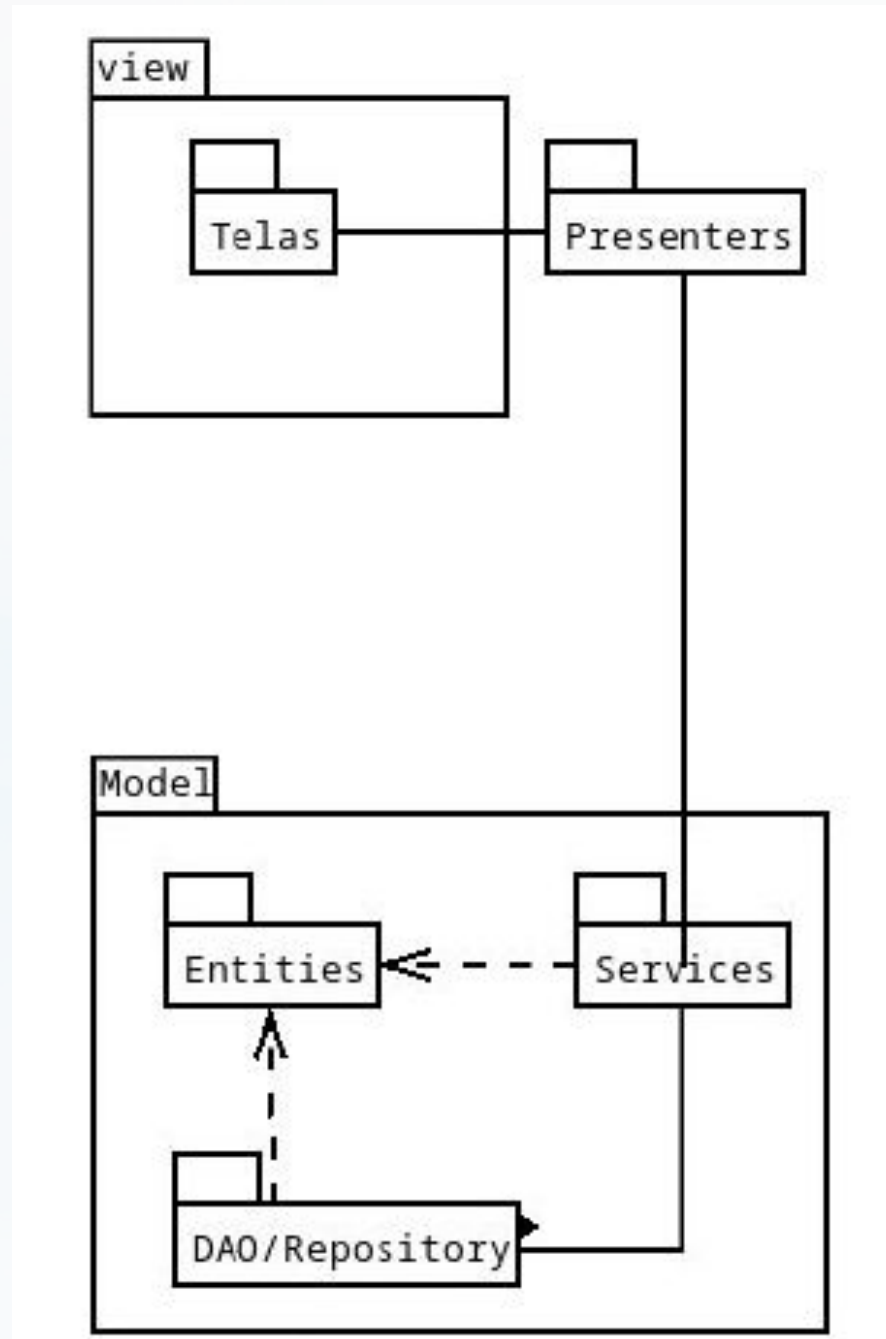 view
Telas
Presenters
Model
Entities
Services
DAO/Repository